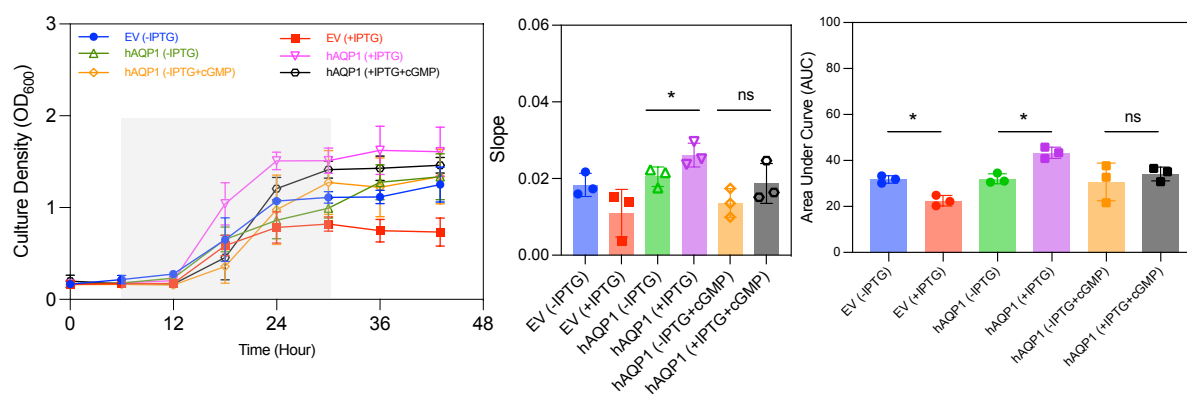 3
2
1
0
0
12
24
36
48
Culture Density (OD600)
Time (Hour)
EV (-IPTG)
EV (+IPTG)
hAQP1 (-IPTG)
hAQP1 (+IPTG)
hAQP1 (-IPTG+cGMP)
hAQP1 (+IPTG+cGMP)
0.06
0.04
0.02
0.00
Slope
*
ns
EV (-IPTG)
EV (+IPTG)
hAQP1 (-IPTG)
hAQP1 (+IPTG)
hAQP1 (-IPTG+cGMP)
hAQP1 (+IPTG+cGMP)
100
80
60
40
20
0
Area Under Curve (AUC)
*
*
ns
EV (-IPTG)
EV (+IPTG)
hAQP1 (-IPTG)
hAQP1 (+IPTG)
hAQP1 (-IPTG+cGMP)
hAQP1 (+IPTG+cGMP)